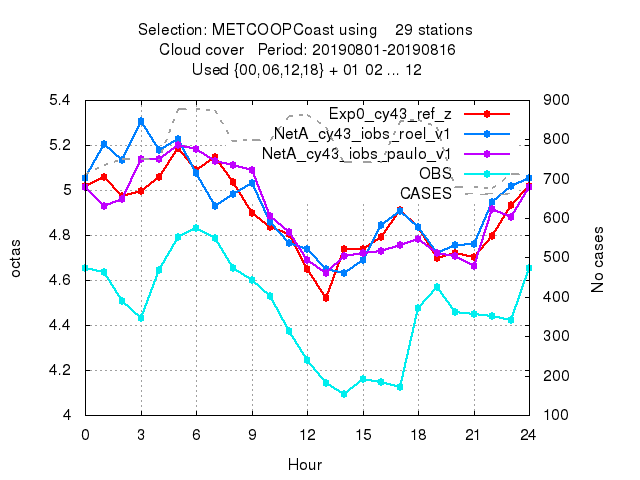 Selection: METCOOPCoast using 29 stations
Cloud cover Period: 20190801-20190816
Used {00,06,12,18} + 01 02 ... 12
5.4
5.2
5
4.8
4.6
4.4
4.2
4
octas
Exp0_cy43_ref_z
NetA_cy43_iobs_roel_v1
NetA_cy43_iobs_paulo_v1
OBS
CASES
900
800
700
600
500
400
300
200
100
No cases
0 3 6 9 12 15 18 21 24
Hour